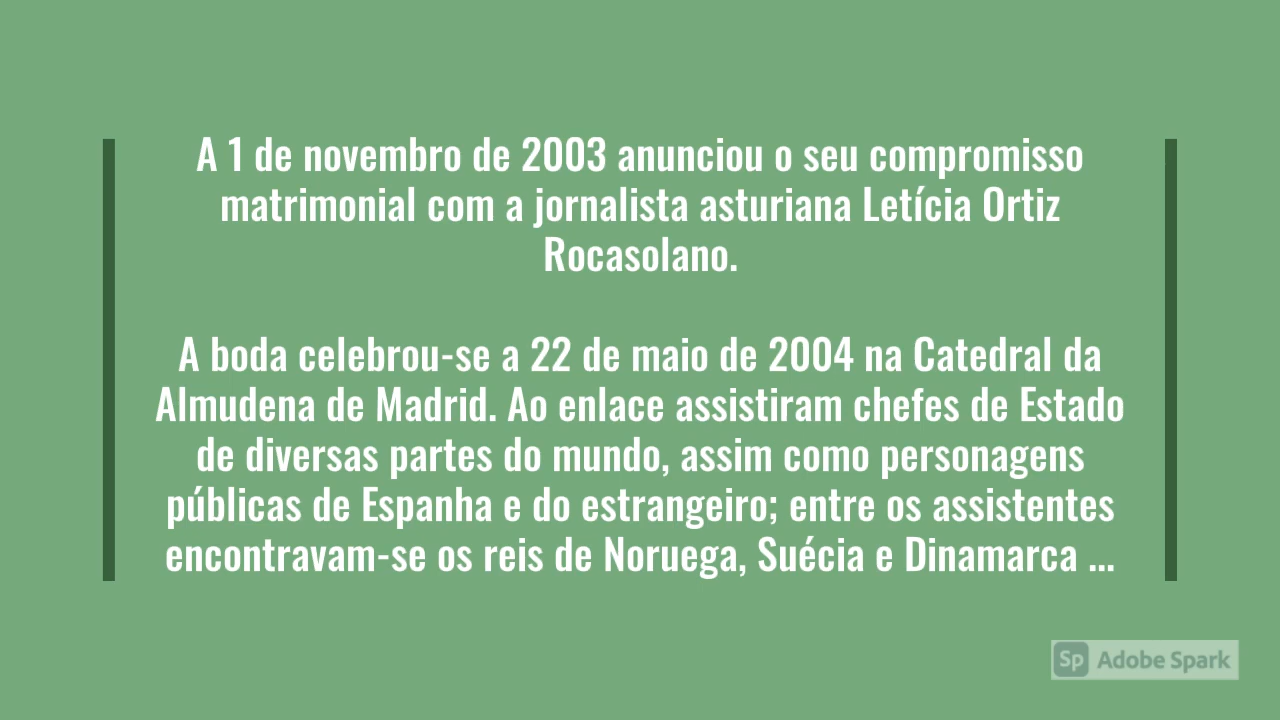 A 1 de novembro de 2003 anunciou o seu compromisso
matrimonial com a jornalista asturiana Letícia Ortiz
Rocasolano.
A boda celebrou-se a 22 de maio de 2004 na Catedral da
Almudena de Madrid. Ao enlace assistiram chefes de Estado
de diversas partes do mundo, assim como personagens
públicas de Espanha e do estrangeiro; entre os assistentes
encontravam-se os reis de Noruega, Suécia e Dinamarca ...
Sp Adobe Spark